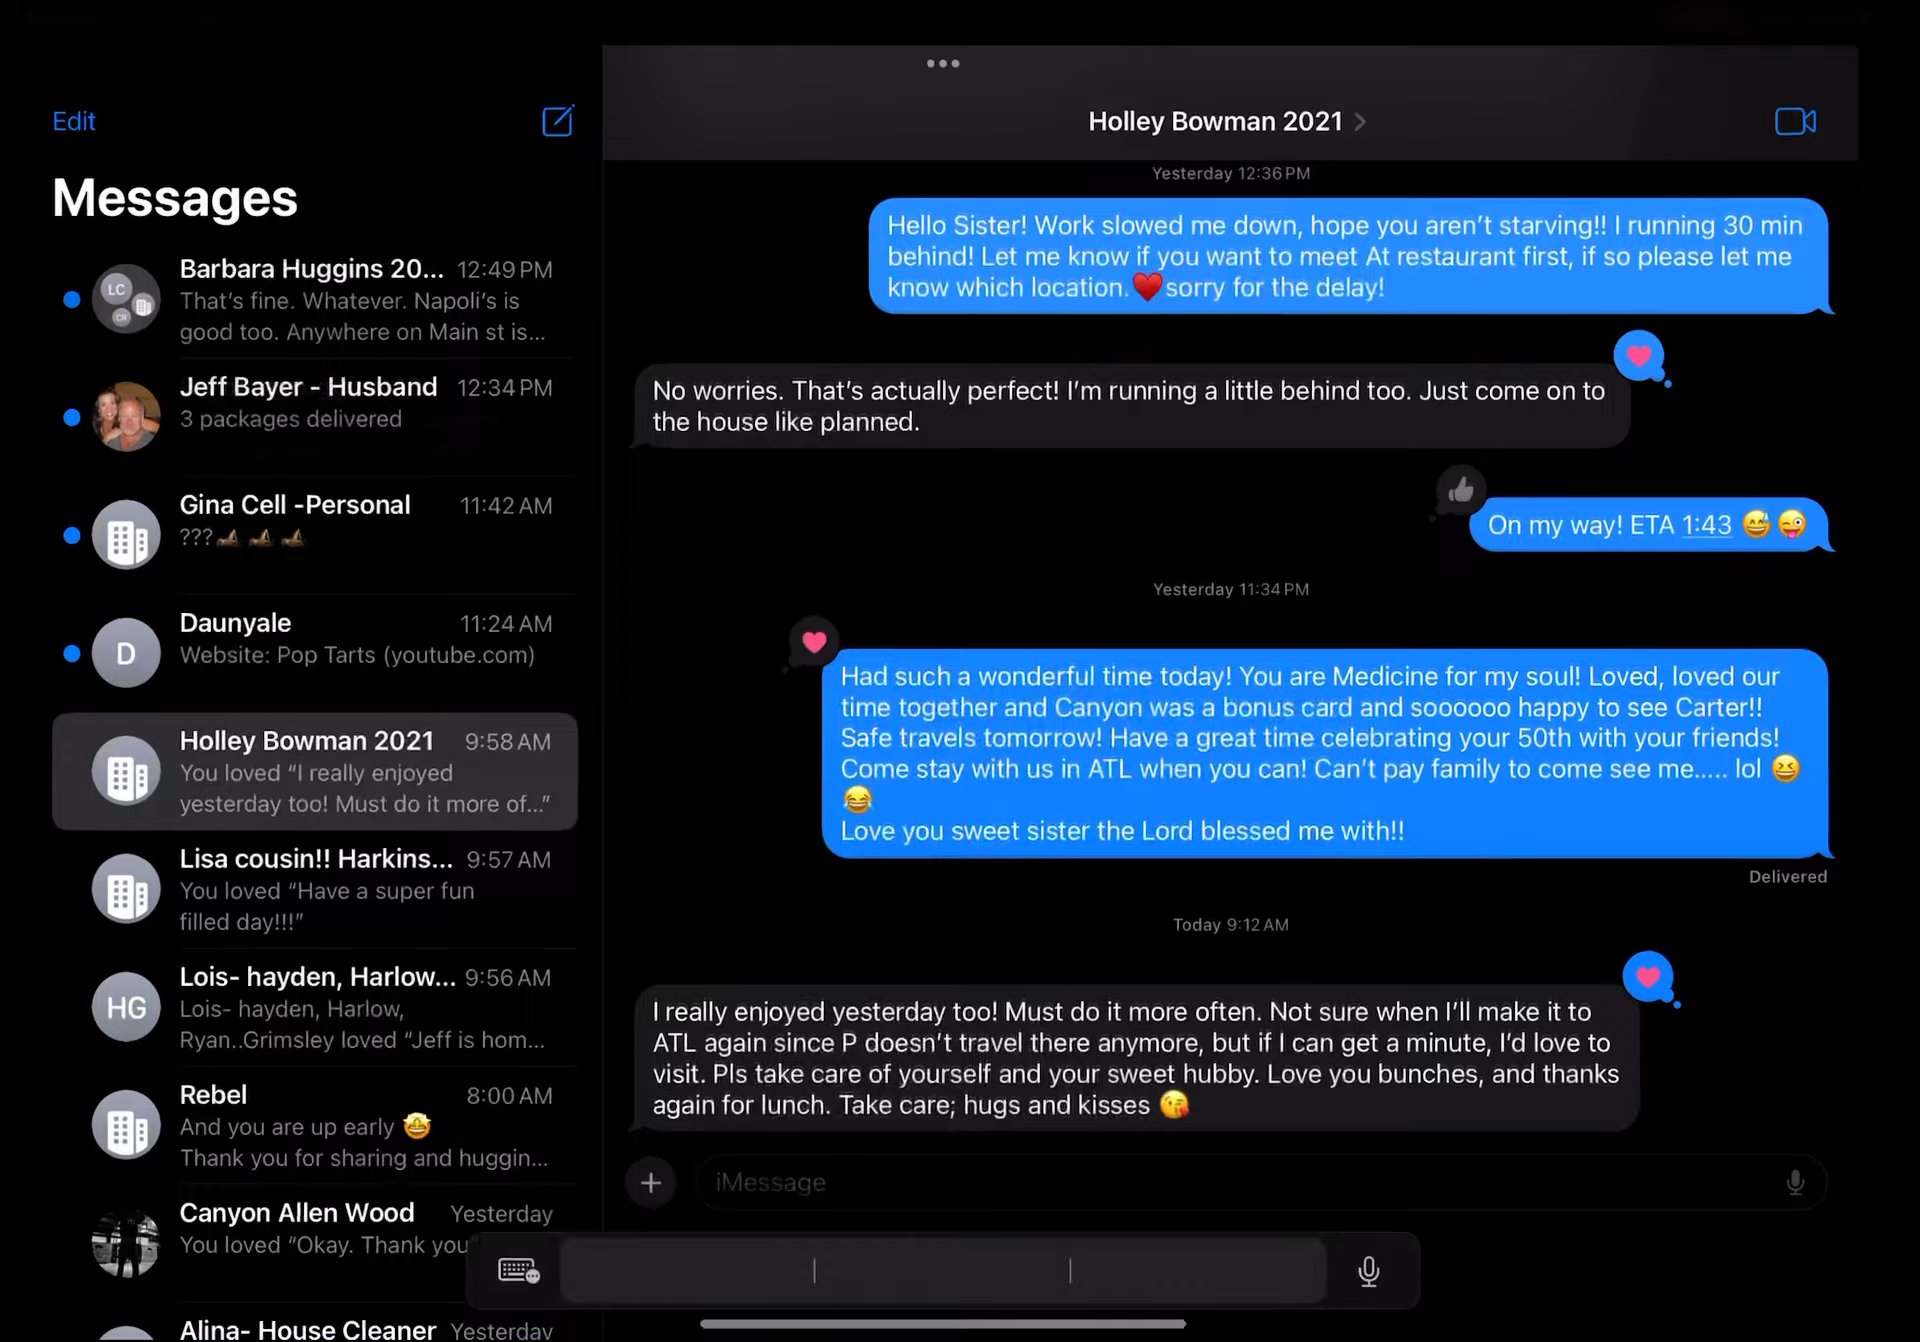 Edit
Messages
Barbara Huggins 20... 12:49 PM
That's fine. Whatever. Napoli's is
good too. Anywhere on Main st is...
LC
CR
Jeff Bayer - Husband 12:34 PM
3 packages delivered
Gina Cell -Personal 11:42 AM
???
Daunyale 11:24 AM
Website: Pop Tarts (youtube.com)
D
Holley Bowman 2021 9:58 AM
You loved “I really enjoyed
yesterday too! Must do it more of...”
Lisa cousin!! Harkins... 9:57 AM
You loved “Have a super fun
filled day!!!”
Lois- hayden, Harlow... 9:56 AM
Lois- hayden, Harlow,
Ryan..Grimsley loved “Jeff is hom...
HG
Rebel 8:00 AM
And you are up early 🤩
Thank you for sharing and huggin...
Canyon Allen Wood Yesterday
You loved “Okay. Thank you
Alina- House Cleaner Yesterday
Holley Bowman 2021 >
Yesterday 12:36 PM
Hello Sister! Work slowed me down, hope you aren't starving!! I running 30 min
behind! Let me know if you want to meet At restaurant first, if so please let me
know which location.❤️sorry for the delay!
No worries. That's actually perfect! I'm running a little behind too. Just come on to
the house like planned.
On my way! ETA 1:43 😅 😜
Yesterday 11:34 PM
Had such a wonderful time today! You are Medicine for my soul! Loved, loved our
time together and Canyon was a bonus card and soooooo happy to see Carter!!
Safe travels tomorrow! Have a great time celebrating your 50th with your friends!
Come stay with us in ATL when you can! Can't pay family to come see me..... lol 😆
😂
Love you sweet sister the Lord blessed me with!!
Delivered
Today 9:12 AM
I really enjoyed yesterday too! Must do it more often. Not sure when I'll make it to
ATL again since P doesn't travel there anymore, but if I can get a minute, I'd love to
visit. Pls take care of yourself and your sweet hubby. Love you bunches, and thanks
again for lunch. Take care; hugs and kisses 😘
iMessage